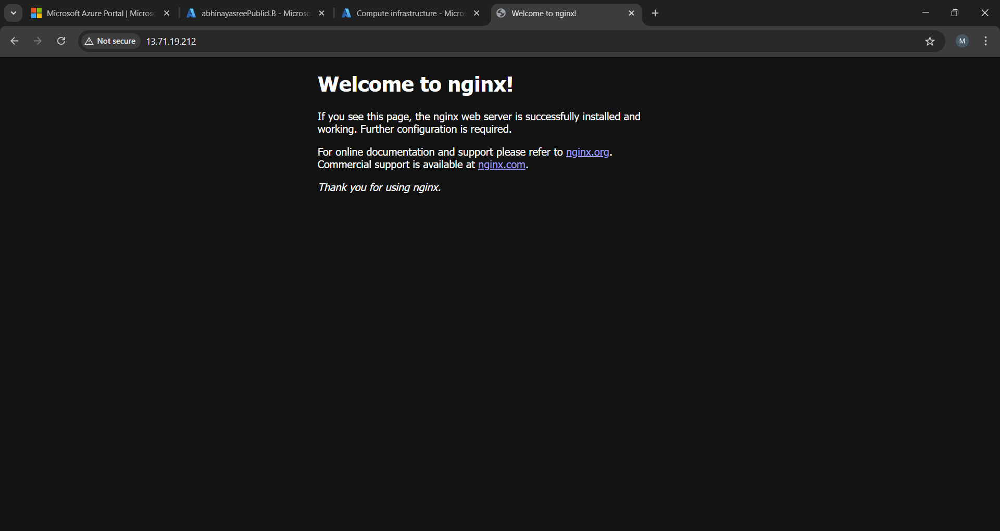 Microsoft Azure Portal | Micros
abhinayasreePublicLB - Microso
Compute infrastructure - Micro
Welcome to nginx!
Not secure
13.71.19.212
M
Welcome to nginx!
If you see this page, the nginx web server is successfully installed and
working. Further configuration is required.
For online documentation and support please refer to nginx.org.
Commercial support is available at nginx.com.
Thank you for using nginx.